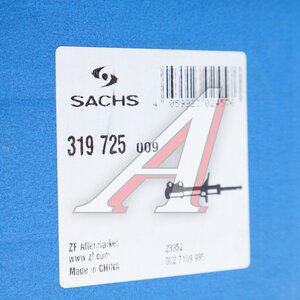 SACHS
319 725 009
ZF Aftermarket
www.zf.com
Made in CHINA